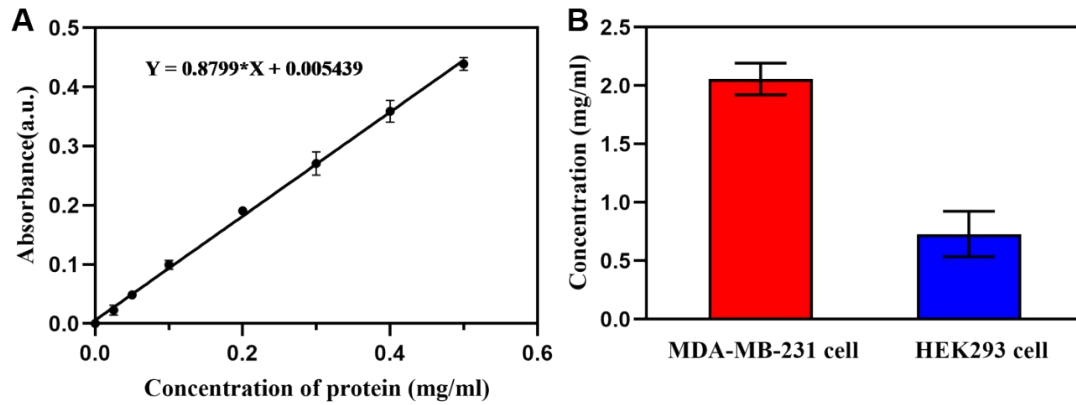 A
Y = 0.8799*X + 0.005439
Absorbance(a.u.)
0.5
0.4
0.3
0.2
0.1
0.0
0.0 0.2 0.4 0.6
Concentration of protein (mg/ml)
B
Concentration (mg/ml)
2.5
2.0
1.5
1.0
0.5
0.0
MDA-MB-231 cell HEK293 cell